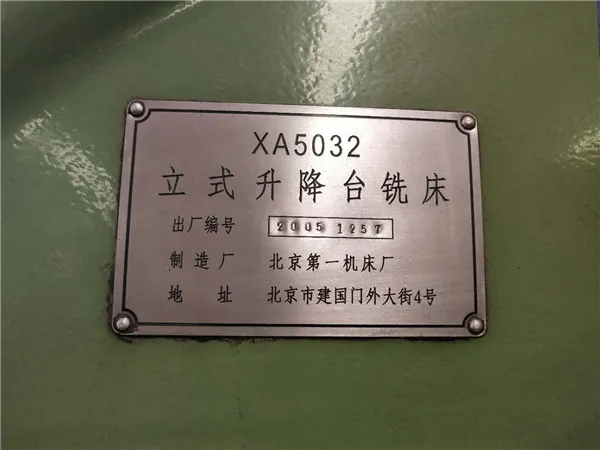 XA5032
立式升降台铣床
出厂编号 2005 1257
制造厂 北京第一机床厂
地址 北京市建国门外大街4号